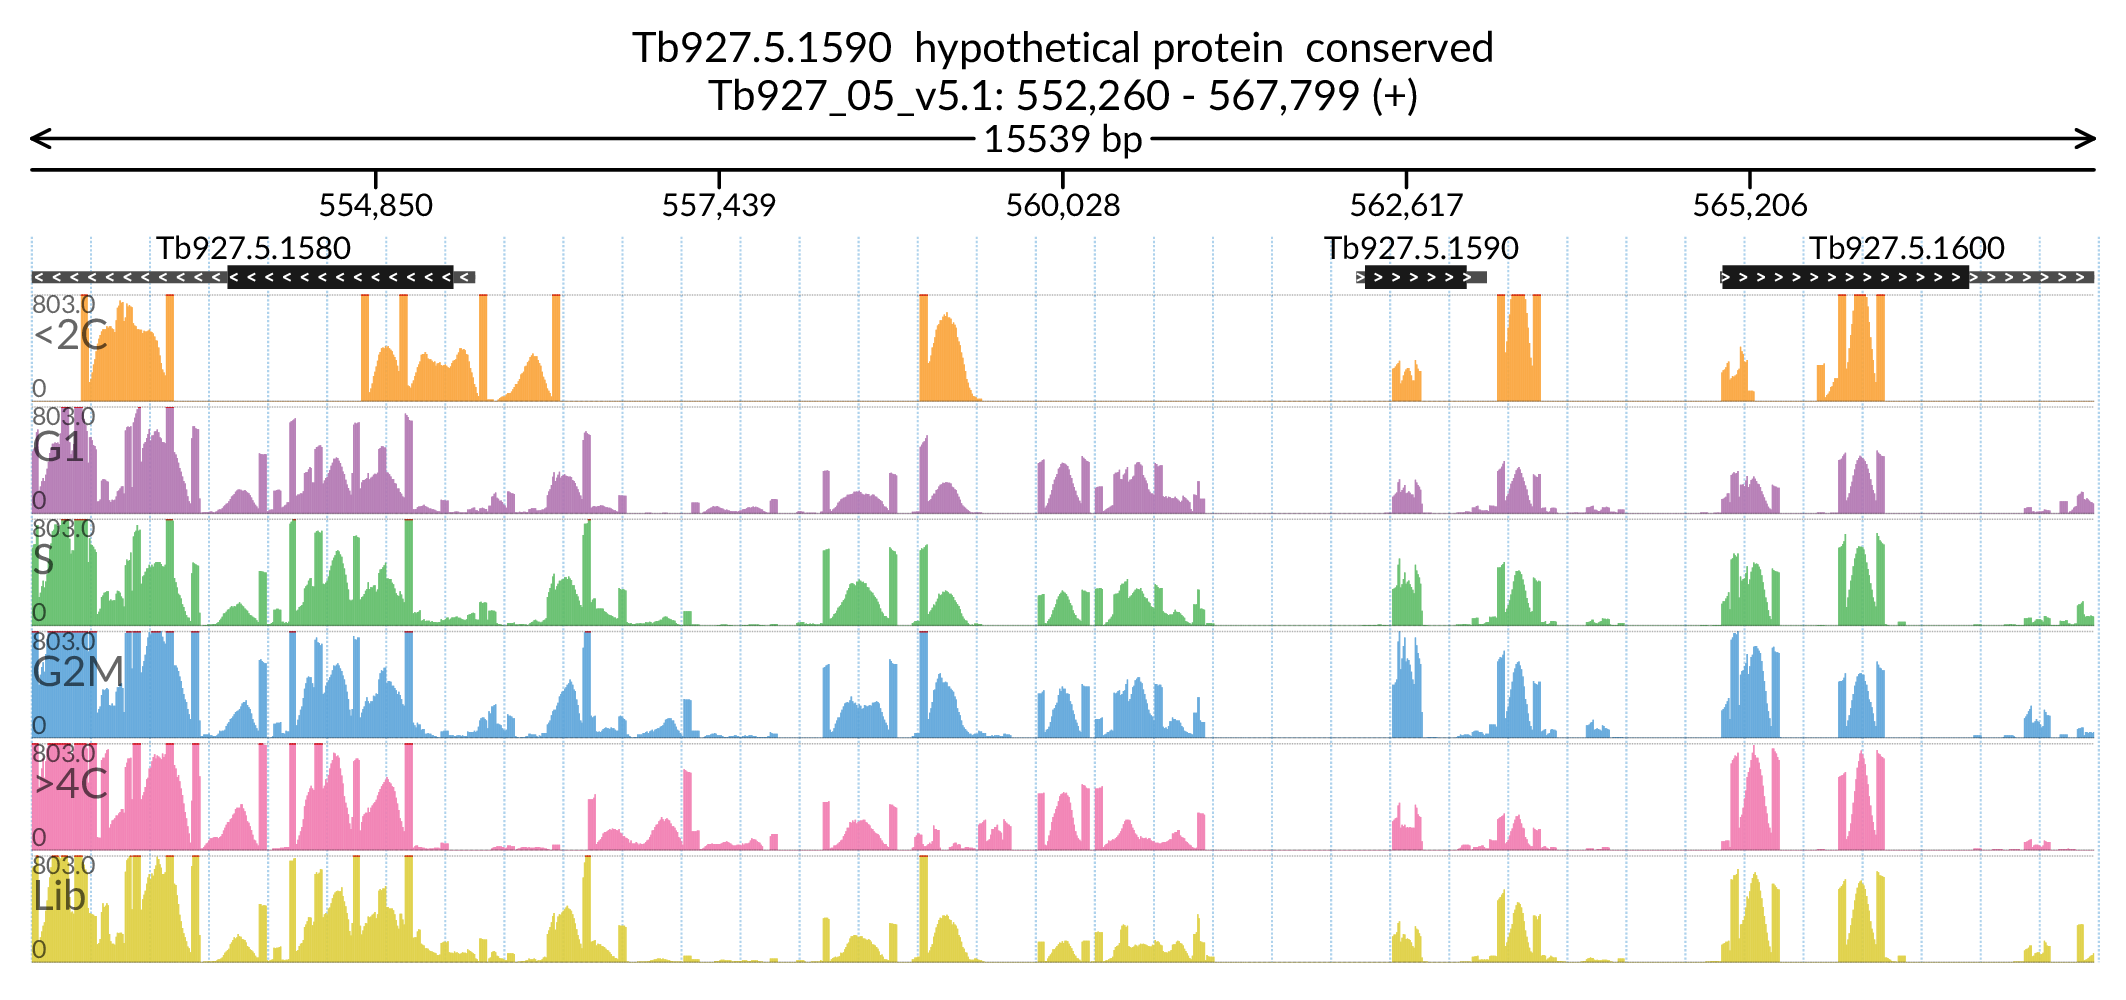 Tb927.5.1590  hypothetical protein  conserved
Tb927_05_v5.1: 552,260 - 567,799 (+)
15539 bp
554,850 557,439 560,028 562,617 565,206
Tb927.5.1580 Tb927.5.1590 Tb927.5.1600
803.0
<2C
0
803.0
G1
0
803.0
S
0
803.0
G2M
0
803.0
>4C
0
803.0
Lib
0